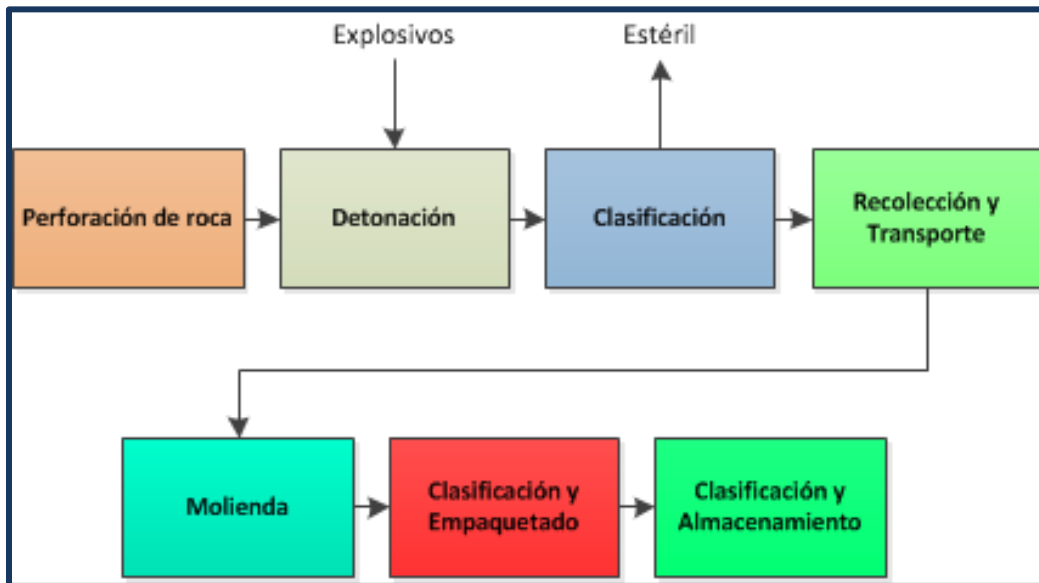 Explosivos
Estéril
Perforación de roca
Detonación
Clasificación
Recolección y
Transporte
Molienda
Clasificación y
Empaquetado
Clasificación y
Almacenamiento